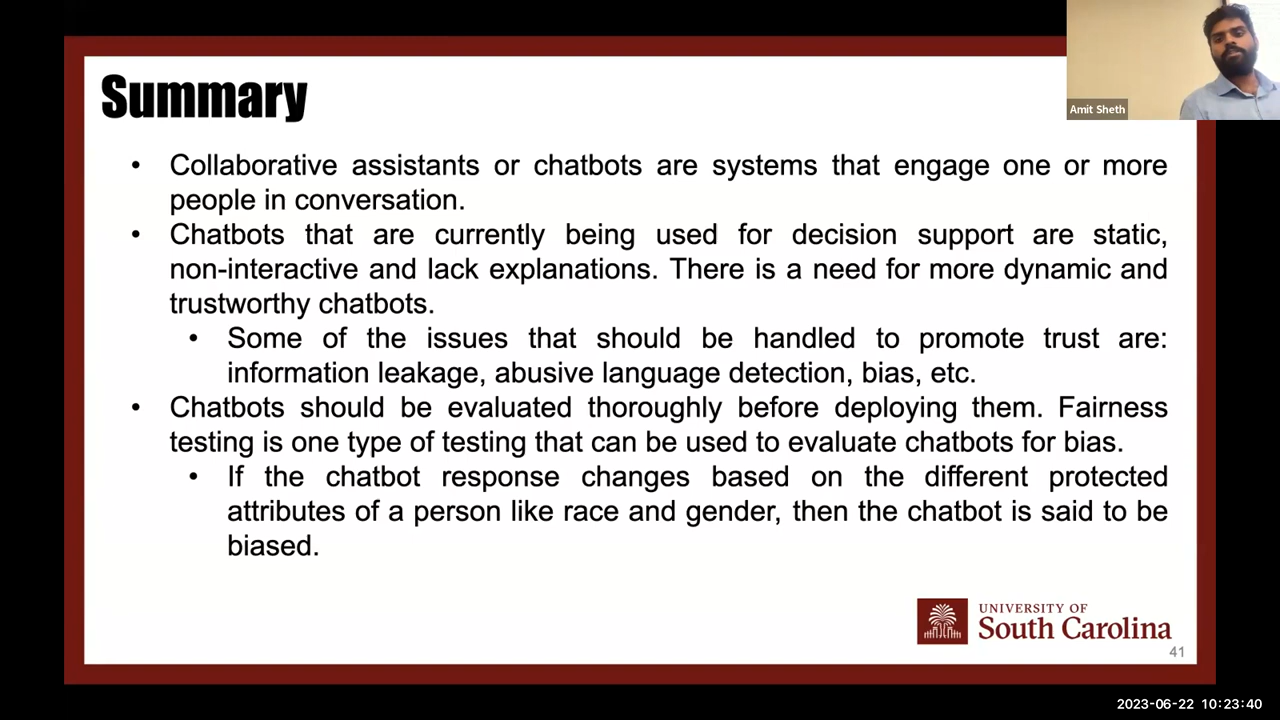 Summary
Amit Sheth
• Collaborative assistants or chatbots are systems that engage one or more
people in conversation.
• Chatbots that are currently being used for decision support are static,
non-interactive and lack explanations. There is a need for more dynamic and
trustworthy chatbots.
• Some of the issues that should be handled to promote trust are:
information leakage, abusive language detection, bias, etc.
• Chatbots should be evaluated thoroughly before deploying them. Fairness
testing is one type of testing that can be used to evaluate chatbots for bias.
• If the chatbot response changes based on the different protected
attributes of a person like race and gender, then the chatbot is said to be
biased.
UNIVERSITY OF
South Carolina
41
2023-06-22 10:23:40